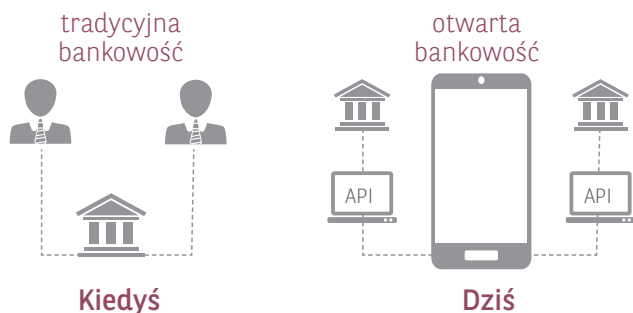 tradycyjna
bankowość
Kiedyś
otwarta
bankowość
API
API
Dziś